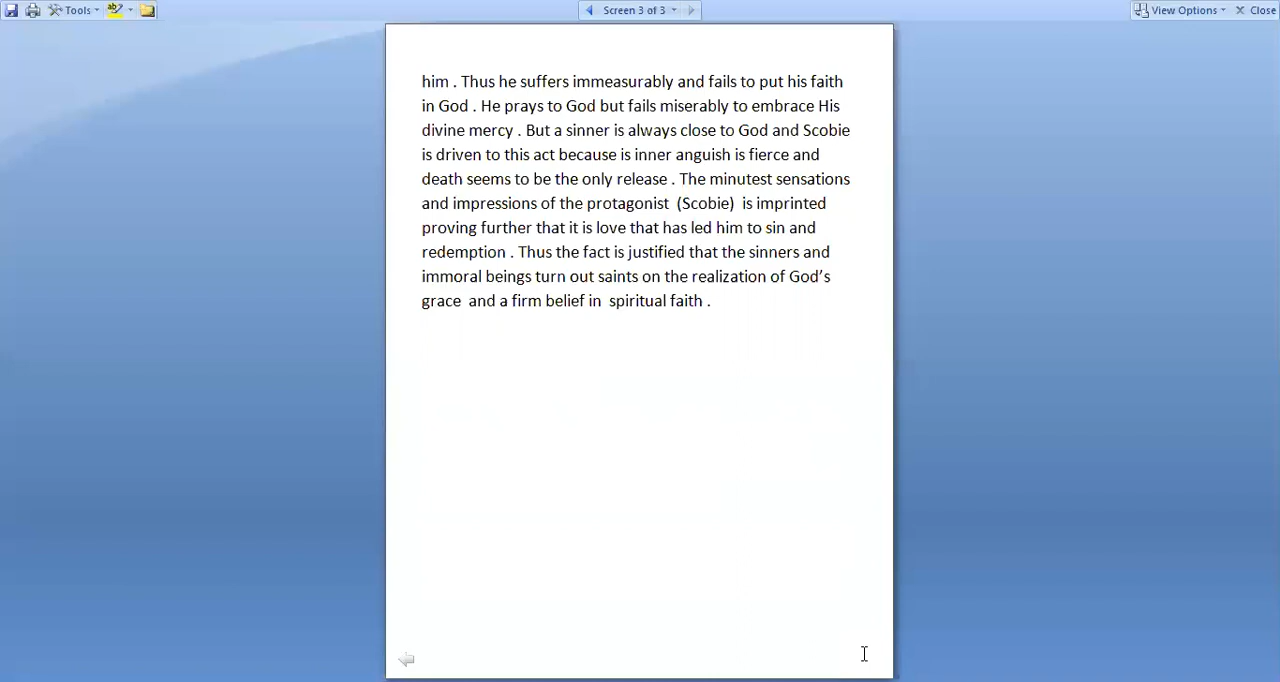 Tools
Screen 3 of 3
View Options
Close
him . Thus he suffers immeasurably and fails to put his faith
in God . He prays to God but fails miserably to embrace His
divine mercy . But a sinner is always close to God and Scobie
is driven to this act because is inner anguish is fierce and
death seems to be the only release . The minutest sensations
and impressions of the protagonist  (Scobie)  is imprinted
proving further that it is love that has led him to sin and
redemption . Thus the fact is justified that the sinners and
immoral beings turn out saints on the realization of God’s
grace  and a firm belief in  spiritual faith .